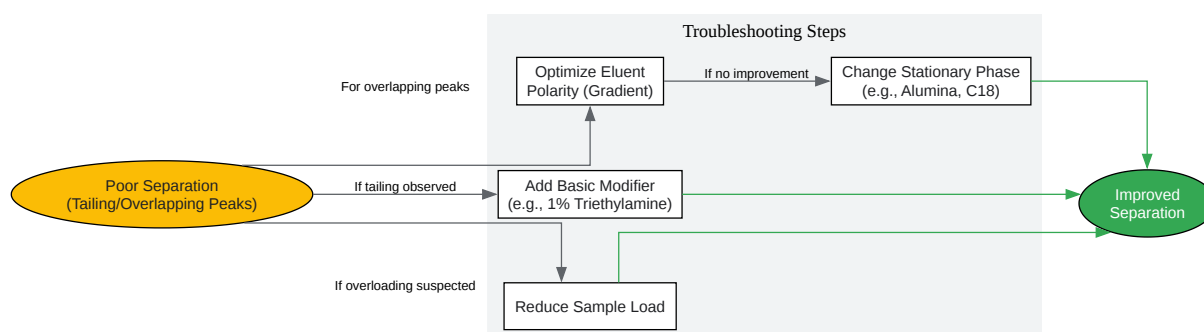 Troubleshooting Steps
For overlapping peaks
Optimize Eluent
Polarity (Gradient)
If no improvement
Change Stationary Phase
(e.g., Alumina, C18)
Poor Separation
(Tailing/Overlapping Peaks)
If tailing observed
Add Basic Modifier
(e.g., 1% Triethylamine)
Improved
Separation
If overloading suspected
Reduce Sample Load